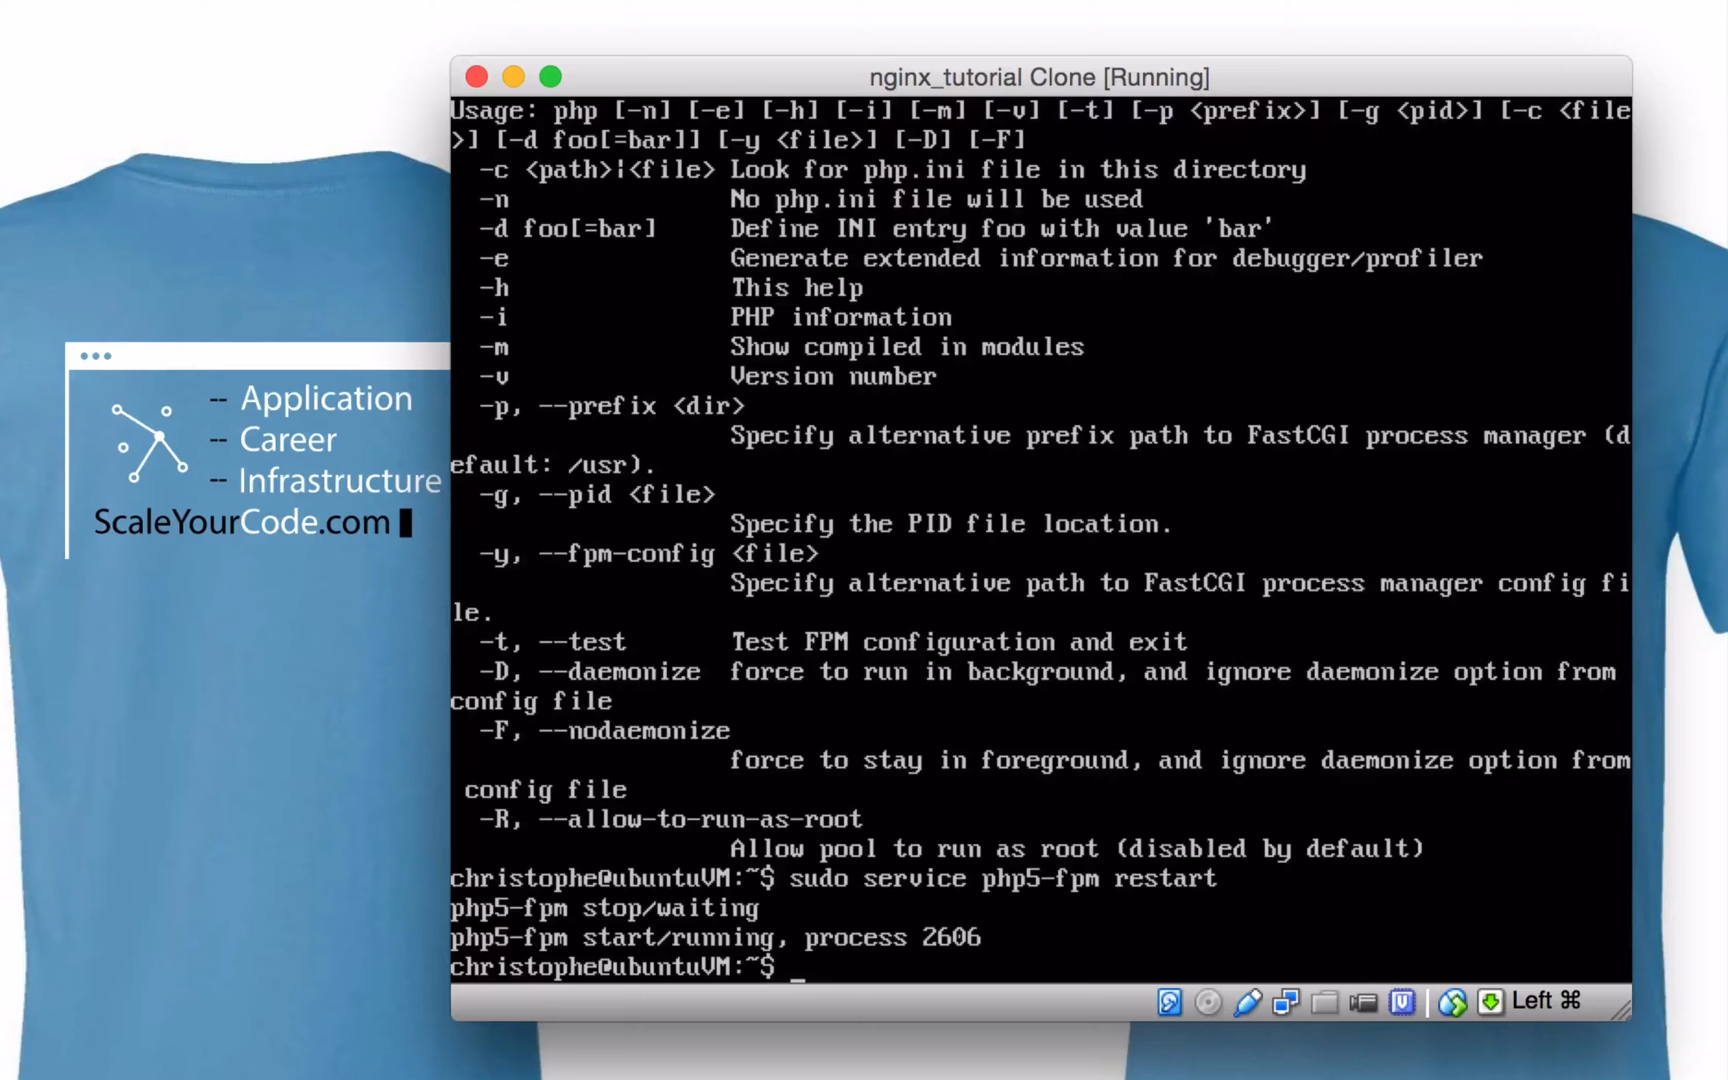 nginx_tutorial Clone [Running]
Usage: php [-n] [-e] [-h] [-i] [-m] [-v] [-t] [-p <prefix>] [-g <pid>] [-c <file
>] [-d foo[=bar]] [-y <file>] [-D] [-F]
-c <path>|<file> Look for php.ini file in this directory
-n No php.ini file will be used
-d foo[=bar] Define INI entry foo with value 'bar'
-e Generate extended information for debugger/profiler
-h This help
-i PHP information
-m Show compiled in modules
-v Version number
-p, --prefix <dir>
Specify alternative prefix path to FastCGI process manager (d
efault: /usr).
-g, --pid <file>
Specify the PID file location.
-y, --fpm-config <file>
Specify alternative path to FastCGI process manager config fi
le.
-t, --test Test FPM configuration and exit
-D, --daemonize force to run in background, and ignore daemonize option from
config file
-F, --nodaemonize
force to stay in foreground, and ignore daemonize option from
config file
-R, --allow-to-run-as-root
Allow pool to run as root (disabled by default)
christophe@ubuntuVM:~$ sudo service php5-fpm restart
php5-fpm stop/waiting
php5-fpm start/running, process 2606
christophe@ubuntuVM:~$ _
Left ⌘
-- Application
-- Career
-- Infrastructure
ScaleYourCode.com